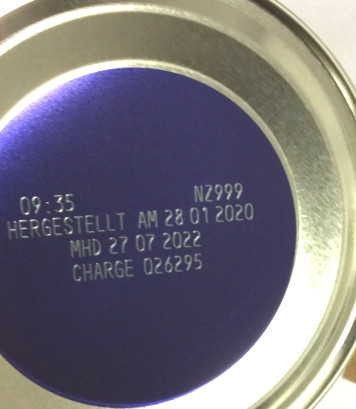 09:35 NZ999
HERGESTELLT AM 28 01 2020
MHD 27 07 2022
CHARGE 026295